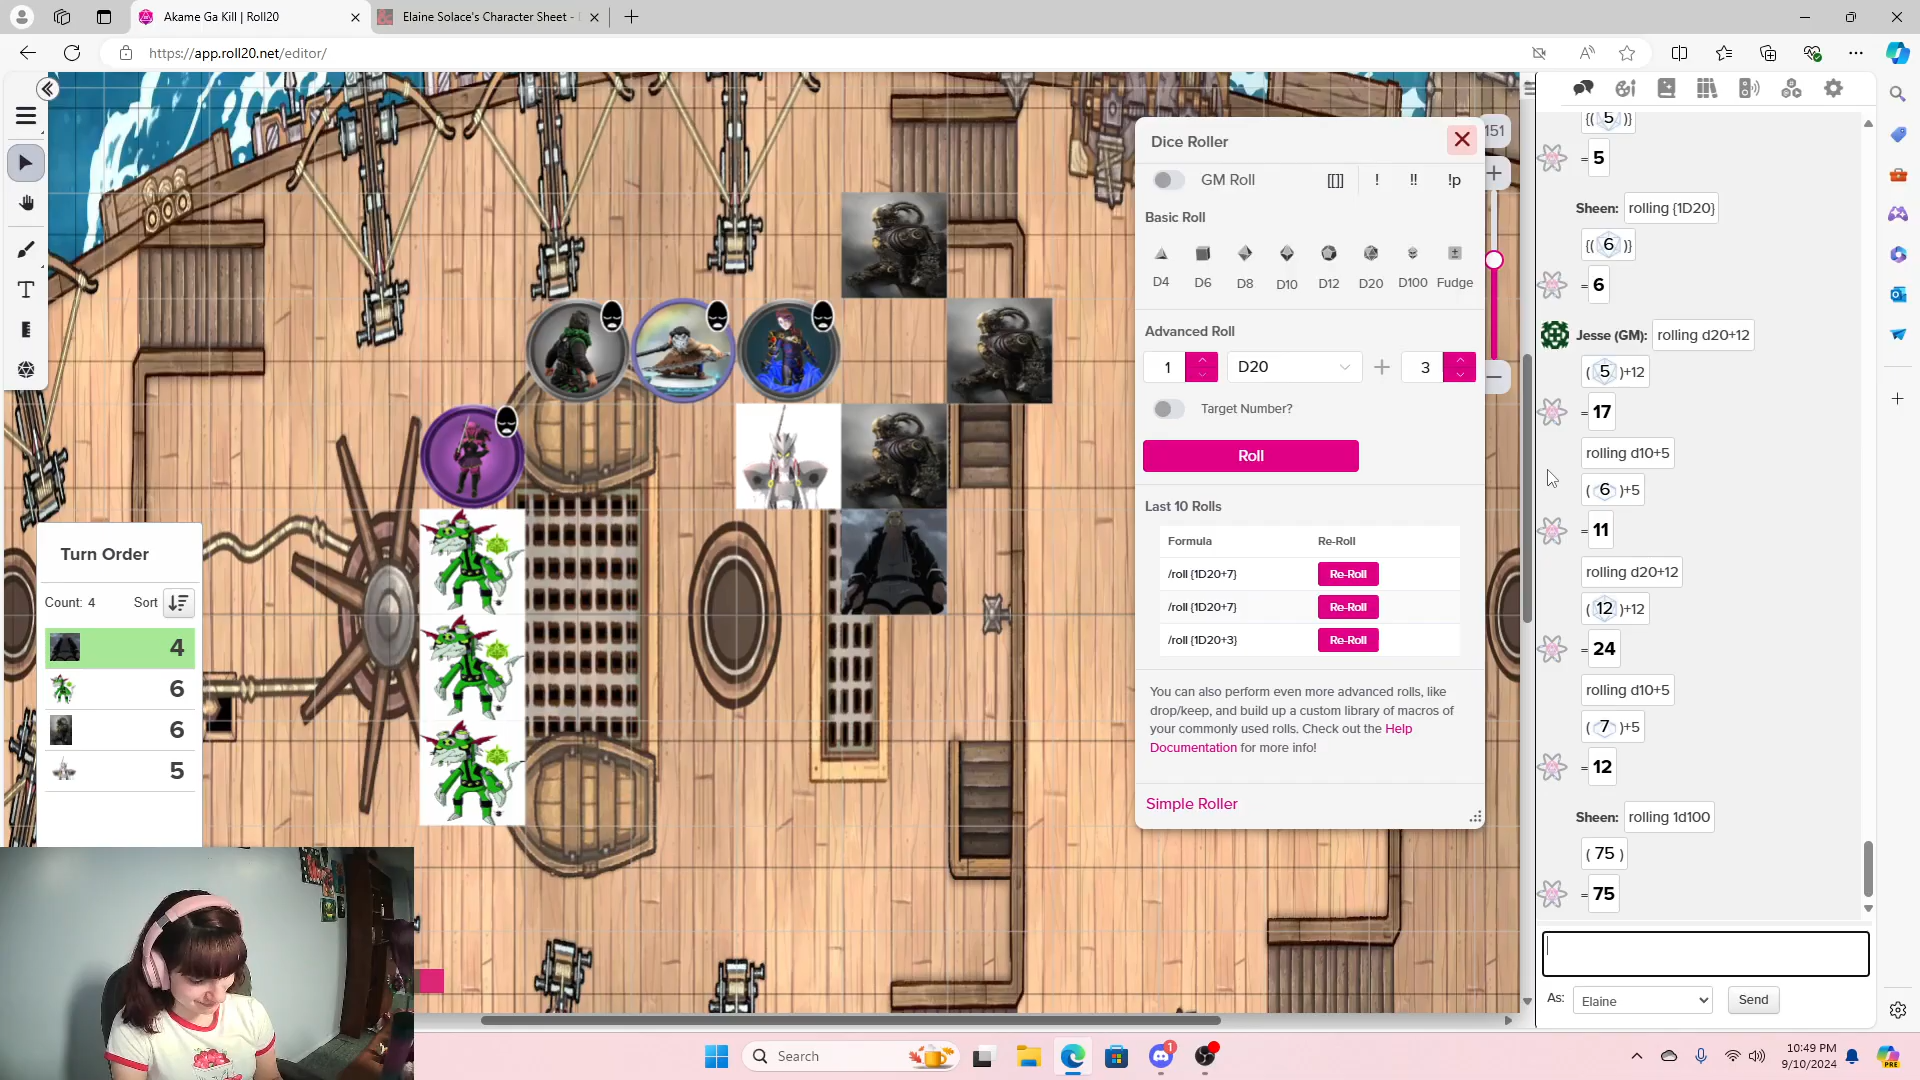 Akame Ga Kill | Roll20
Elaine Solace's Character Sheet -
https://app.roll20.net/editor/
Dice Roller
151
GM Roll
[[]]
!
!!
!p
Basic Roll
D4
D6
D8
D10
D12
D20
D100
Fudge
Advanced Roll
1
D20
3
Target Number?
Roll
Last 10 Rolls
Formula
Re-Roll
/roll {1D20+7}
Re-Roll
/roll {1D20+7}
Re-Roll
/roll {1D20+3}
Re-Roll
You can also perform even more advanced rolls, like
drop/keep, and build up a custom library of macros of
your commonly used rolls. Check out the Help
Documentation for more info!
Simple Roller
Turn Order
Count: 4
Sort
4
6
6
5
{(5)}
=5
Sheen: rolling {1D20}
{(6)}
=6
Jesse (GM): rolling d20+12
(5)+12
=17
rolling d10+5
(6)+5
=11
rolling d20+12
(12)+12
=24
rolling d10+5
(7)+5
=12
Sheen: rolling 1d100
(75)
=75
As:
Elaine
Send
Search
1
10:49 PM
9/10/2024
PRE